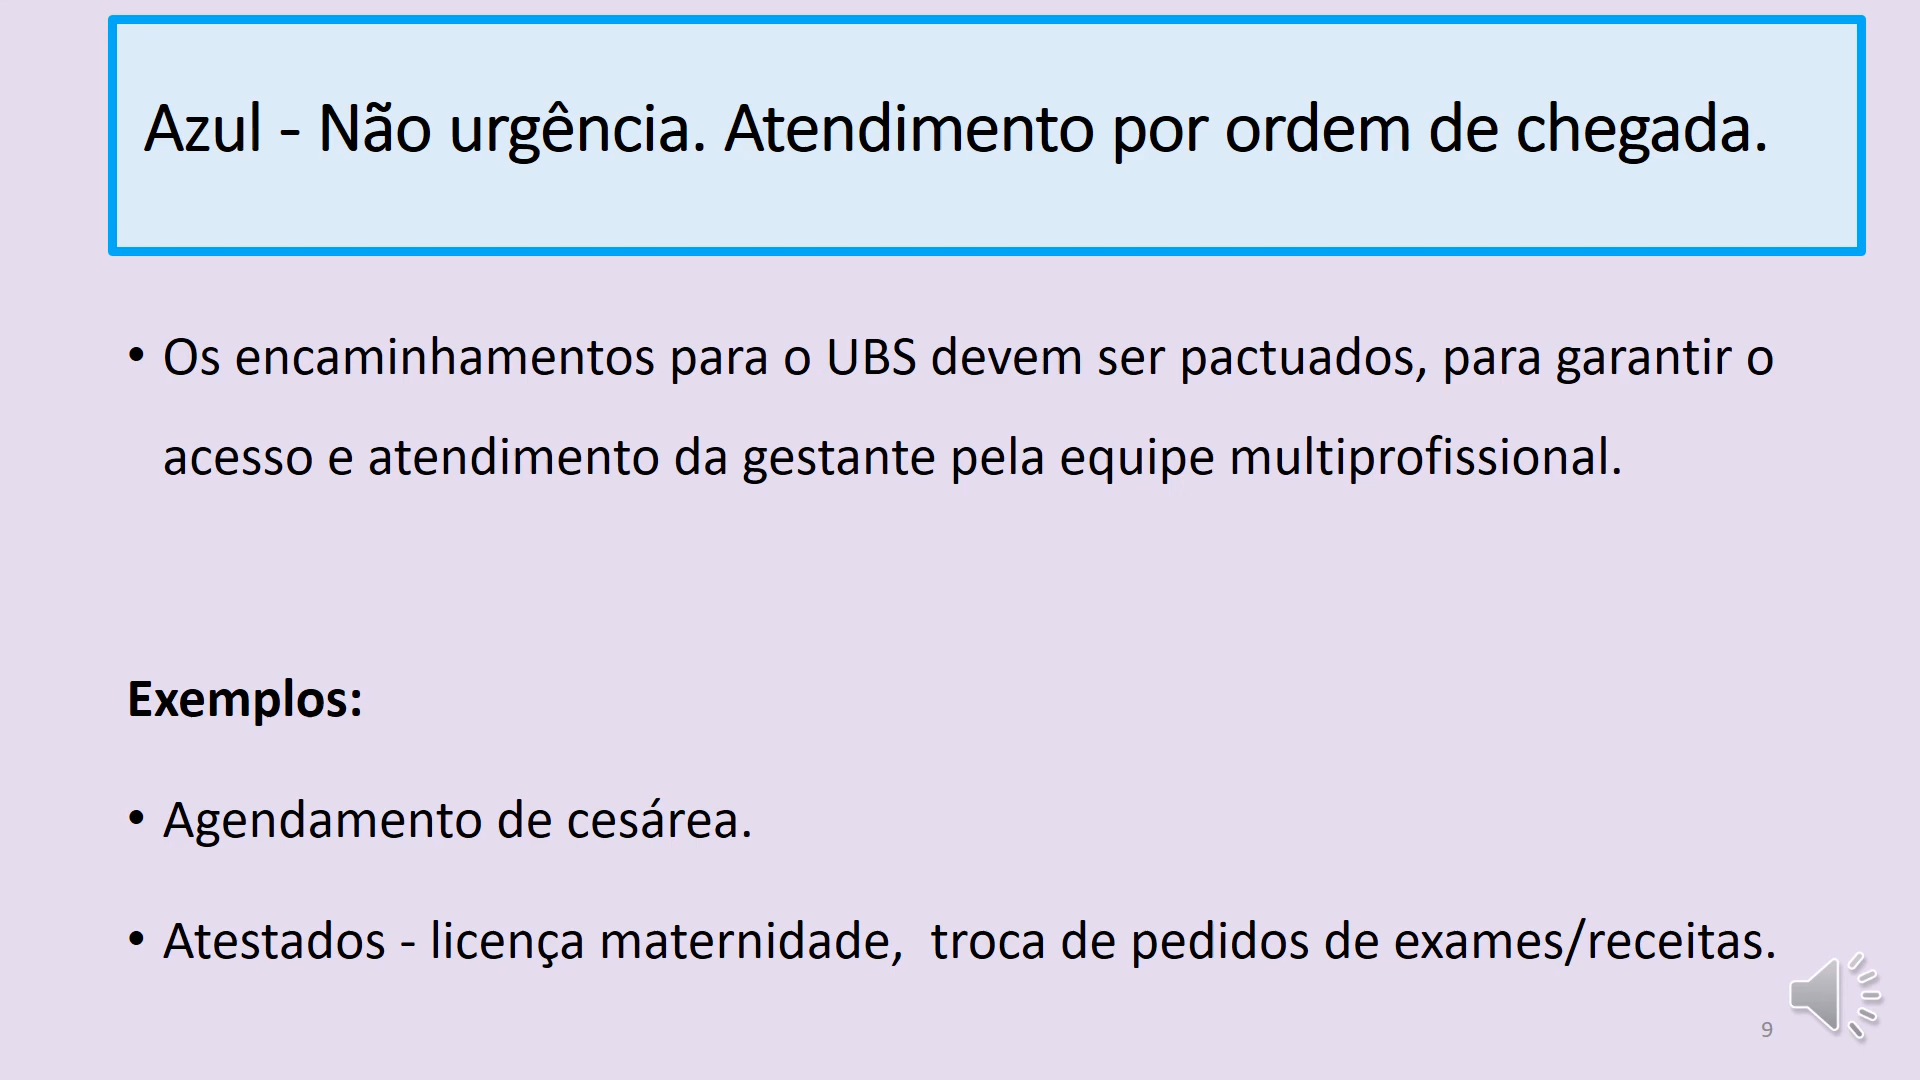 Azul - Não urgência. Atendimento por ordem de chegada.
• Os encaminhamentos para o UBS devem ser pactuados, para garantir o
acesso e atendimento da gestante pela equipe multiprofissional.
Exemplos:
• Agendamento de cesárea.
• Atestados - licença maternidade,  troca de pedidos de exames/receitas.
9